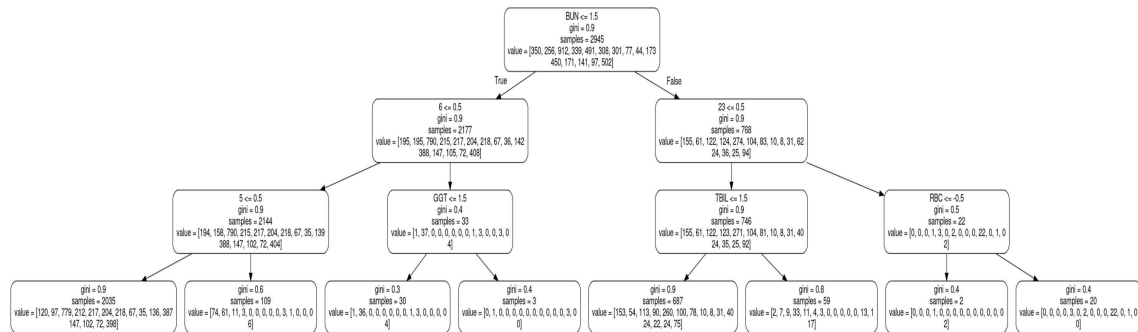 BUN <= 1.5
gini = 0.9
samples = 2945
value = [350, 256, 912, 339, 491, 308, 301, 77, 44, 173
450, 171, 141, 97, 502]
True
False
6 <= 0.5
gini = 0.9
samples = 2177
value = [195, 195, 790, 215, 217, 204, 218, 67, 36, 142
388, 147, 105, 72, 408]
23 <= 0.5
gini = 0.9
samples = 768
value = [155, 61, 122, 124, 274, 104, 83, 10, 8, 31, 62
24, 36, 25, 94]
5 <= 0.5
gini = 0.9
samples = 2144
value = [194, 158, 790, 215, 217, 204, 218, 67, 35, 139
388, 147, 102, 72, 404]
GGT <= 1.5
gini = 0.4
samples = 33
value = [1, 37, 0, 0, 0, 0, 0, 0, 1, 3, 0, 0, 3, 0
4]
TBIL <= 1.5
gini = 0.9
samples = 746
value = [155, 61, 122, 123, 271, 104, 81, 10, 8, 31, 40
24, 35, 25, 92]
RBC <= -0.5
gini = 0.5
samples = 22
value = [0, 0, 0, 1, 3, 0, 2, 0, 0, 0, 22, 0, 1, 0
2]
gini = 0.9
samples = 2035
value = [120, 97, 779, 212, 217, 204, 218, 67, 35, 136, 387
147, 102, 72, 398]
gini = 0.6
samples = 109
value = [74, 61, 11, 3, 0, 0, 0, 0, 0, 3, 1, 0, 0, 0
6]
gini = 0.3
samples = 30
value = [1, 36, 0, 0, 0, 0, 0, 0, 1, 3, 0, 0, 0, 0
4]
gini = 0.4
samples = 3
value = [0, 1, 0, 0, 0, 0, 0, 0, 0, 0, 0, 0, 3, 0
0]
gini = 0.9
samples = 687
value = [153, 54, 113, 90, 260, 100, 78, 10, 8, 31, 40
24, 22, 24, 75]
gini = 0.8
samples = 59
value = [2, 7, 9, 33, 11, 4, 3, 0, 0, 0, 0, 0, 13, 1
17]
gini = 0.4
samples = 2
value = [0, 0, 0, 1, 0, 0, 0, 0, 0, 0, 0, 0, 0, 0
2]
gini = 0.4
samples = 20
value = [0, 0, 0, 0, 3, 0, 2, 0, 0, 0, 22, 0, 1, 0
0]